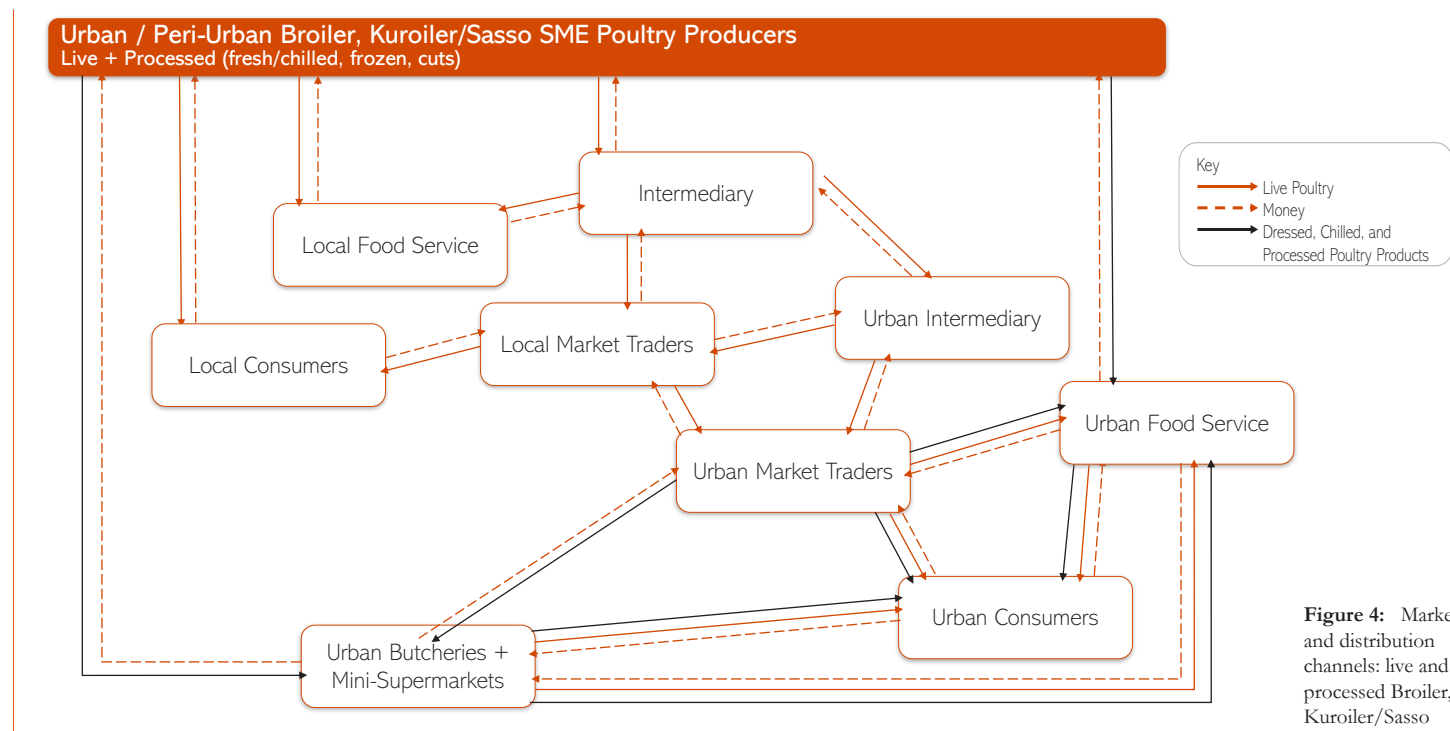 Urban / Peri-Urban Broiler, Kuroiler/Sasso SME Poultry Producers
Live + Processed (fresh/chilled, frozen, cuts)
Key
Live Poultry
Money
Dressed, Chilled, and
Processed Poultry Products
Intermediary
Local Food Service
Urban Intermediary
Local Market Traders
Local Consumers
Urban Food Service
Urban Market Traders
Urban Consumers
Urban Butcheries +
Mini-Supermarkets
Figure 4: Marke
and distribution
channels: live and
processed Broiler,
Kuroiler/Sasso